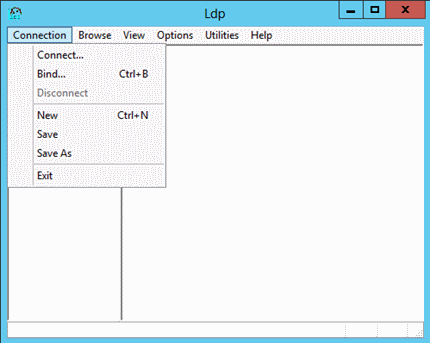 Ldp
Connection Browse View Options Utilities Help
Connect...
Bind... Ctrl+B
Disconnect
New Ctrl+N
Save
Save As
Exit